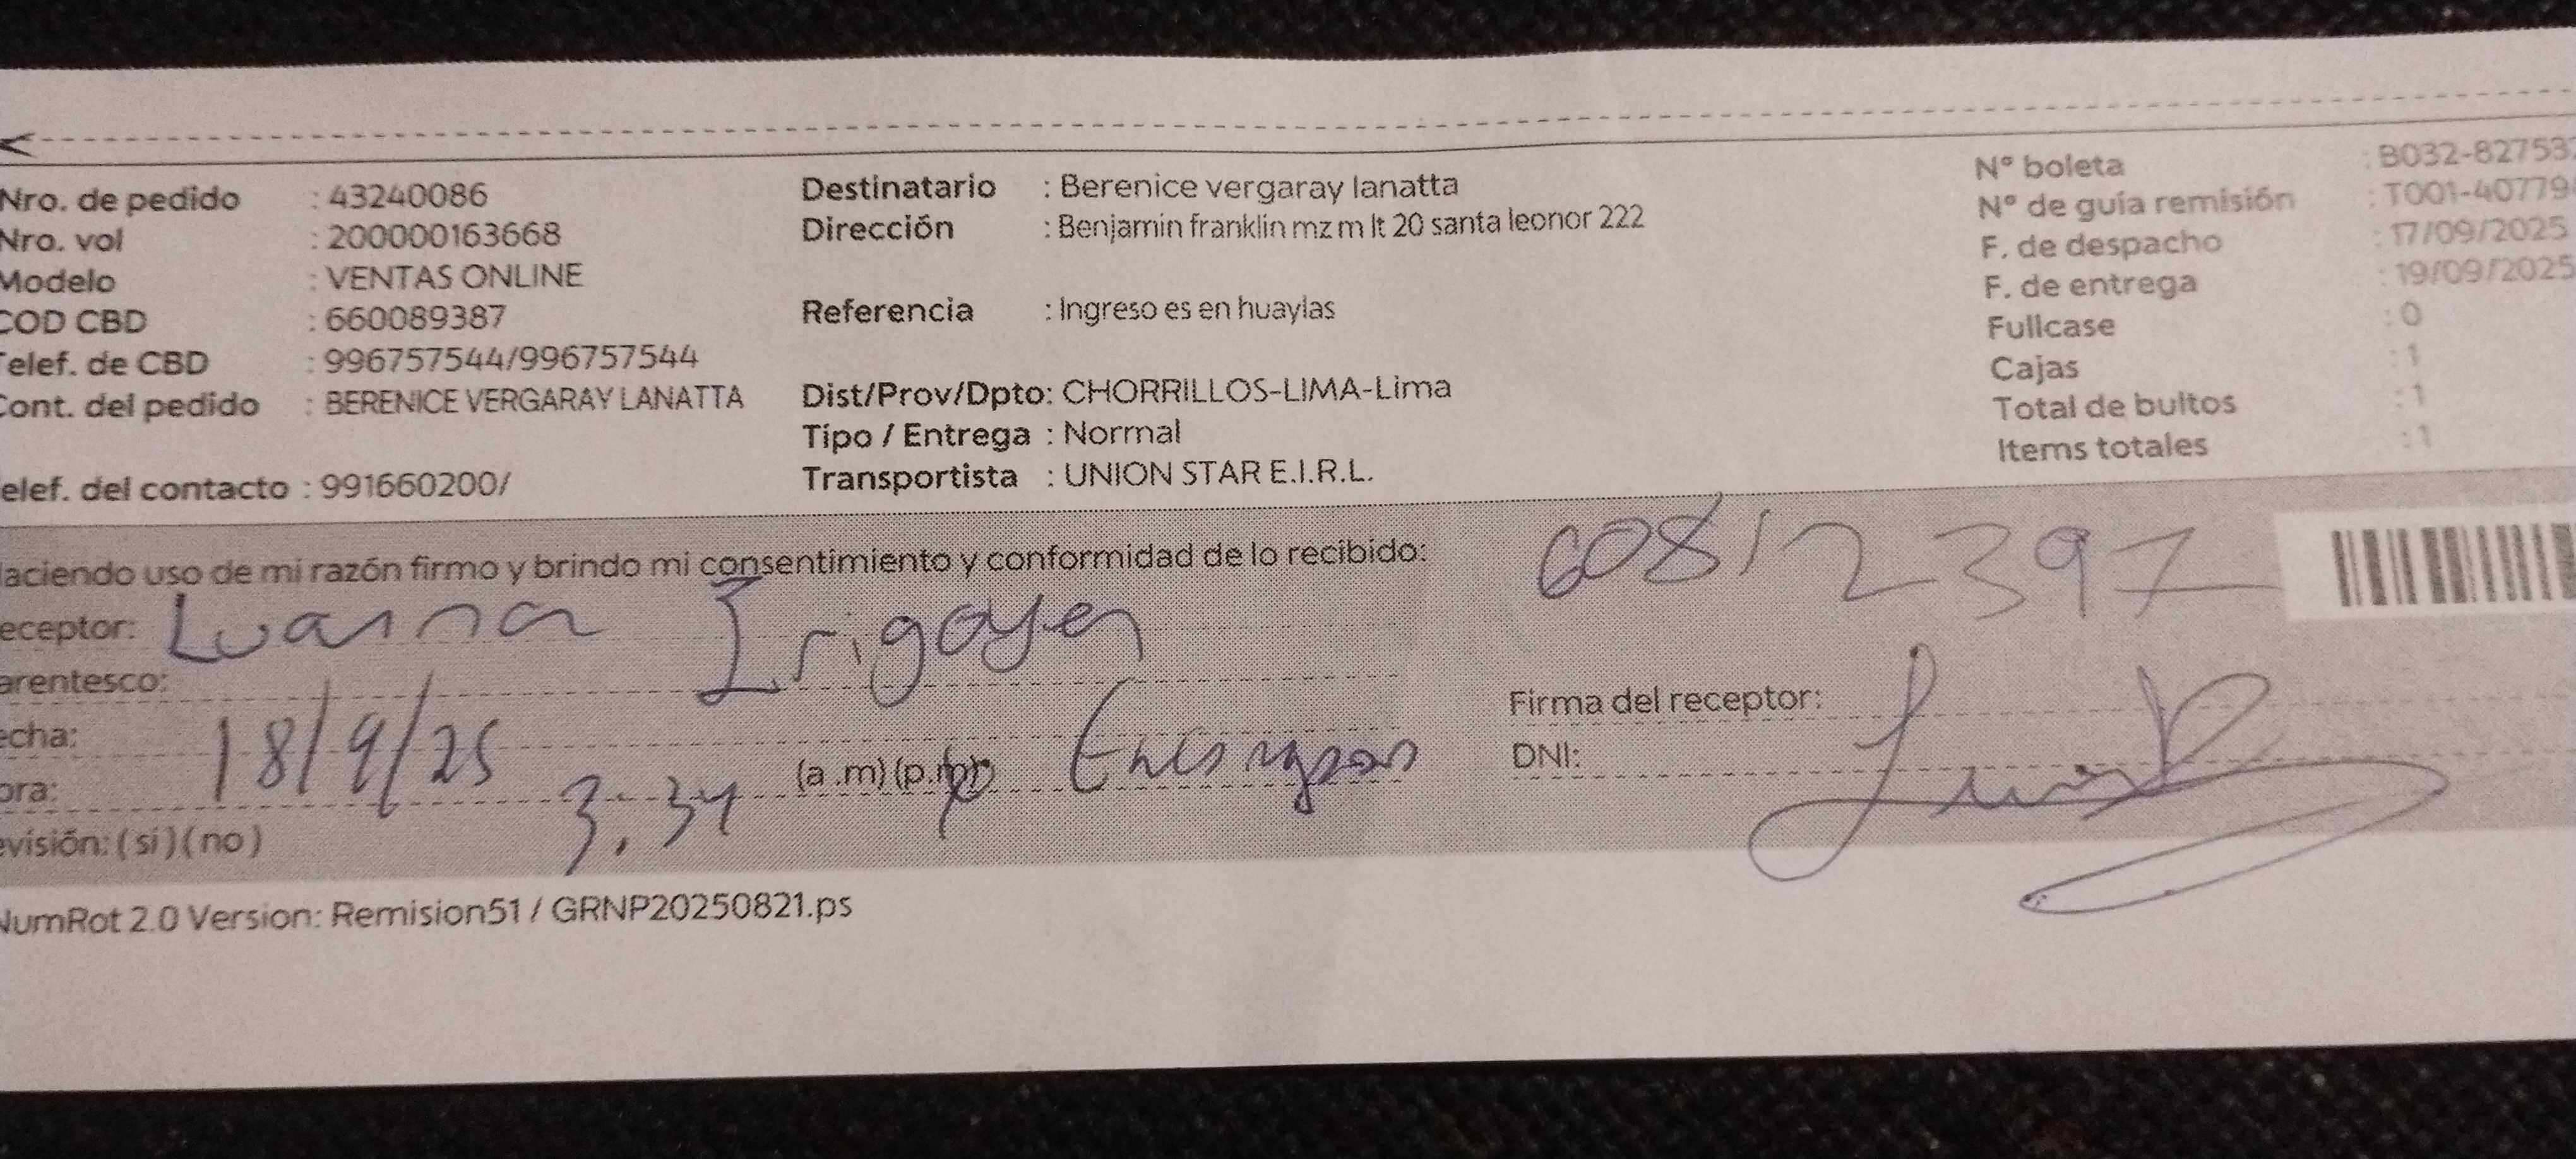 Nro. de pedido : 43240086
Nro. vol : 200000163668
Modelo : VENTAS ONLINE
COD CBD : 660089387
Telef. de CBD : 996757544/996757544
Cont. del pedido : BERENICE VERGARAY LANATTA
elef. del contacto : 991660200/
Destinatario : Berenice vergaray lanatta
Dirección : Benjamin franklin mz m lt 20 santa leonor 222
Referencia : Ingreso es en huaylas
Dist/Prov/Dpto: CHORRILLOS-LIMA-Lima
Tipo / Entrega : Normal
Transportista : UNION STAR E.I.R.L.
N° boleta : B032-82753
N° de guía remisión : T001-40779
F. de despacho : 17/09/2025
F. de entrega : 19/09/2025
Fullcase : 0
Cajas : 1
Total de bultos : 1
Items totales : 1
Haciendo uso de mi razón firmo y brindo mi consentimiento y conformidad de lo recibido:
60812397
eceptor: Luanna Irigoyen
arentesco:
echa: 18/9/25
ora: 3:34 (a.m)(p.m)
evisión: (si)(no)
Firma del receptor:
DNI:
NumRot 2.0 Version: Remision51 / GRNP20250821.ps